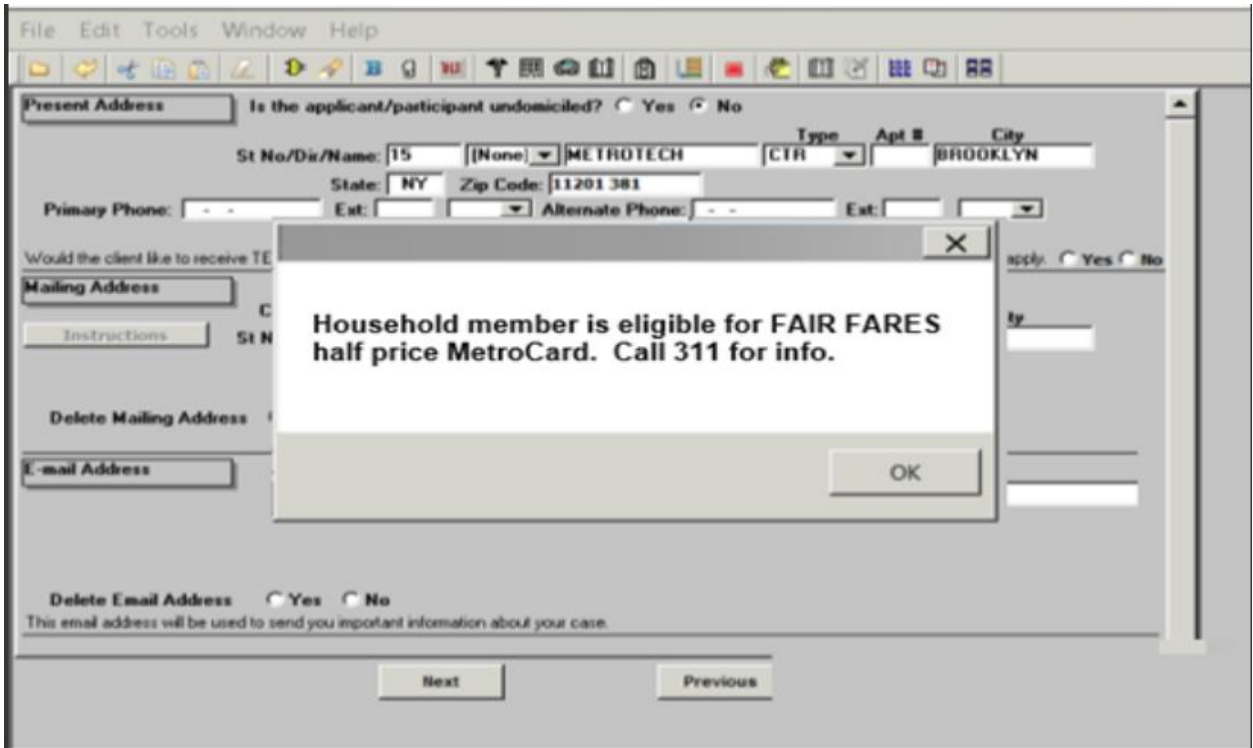 File Edit Tools Window Help
Present Address Is the applicant/participant undomiciled? Yes No
Type Apt # City
St No/Dir/Name: 15 (None) METROTECH CTR BROOKLYN
State: NY Zip Code: 11201 381
Primary Phone: - - Ext: Alternate Phone: - - Ext:
Would the client like to receive TE apply. Yes No
Mailing Address
C ty
Instructions St N
Household member is eligible for FAIR FARES
half price MetroCard. Call 311 for info.
Delete Mailing Address
E-mail Address
OK
Delete Email Address Yes No
This email address will be used to send you important information about your case.
Next Previous